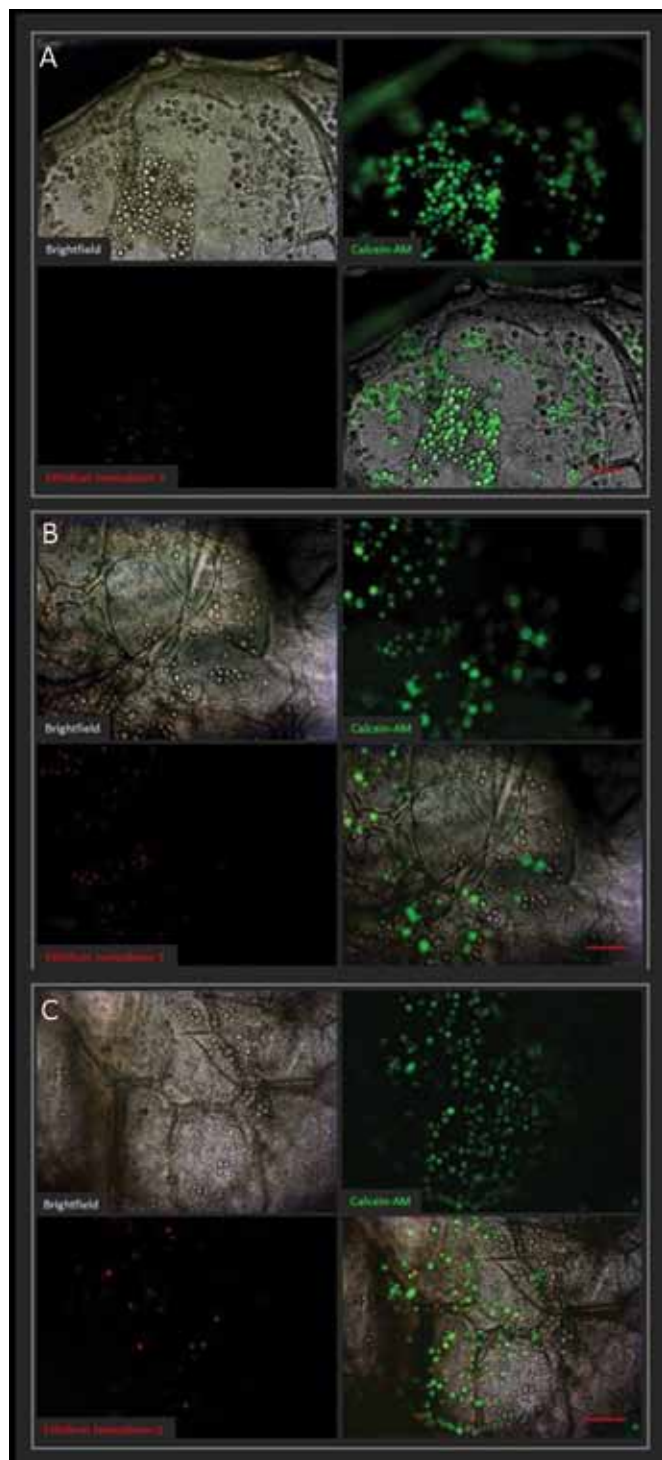 A
Brightfield
Calcein-AM
Ethidium homodimer-1
B
Brightfield
Calcein-AM
Ethidium homodimer-1
C
Brightfield
Calcein-AM
Ethidium homodimer-1